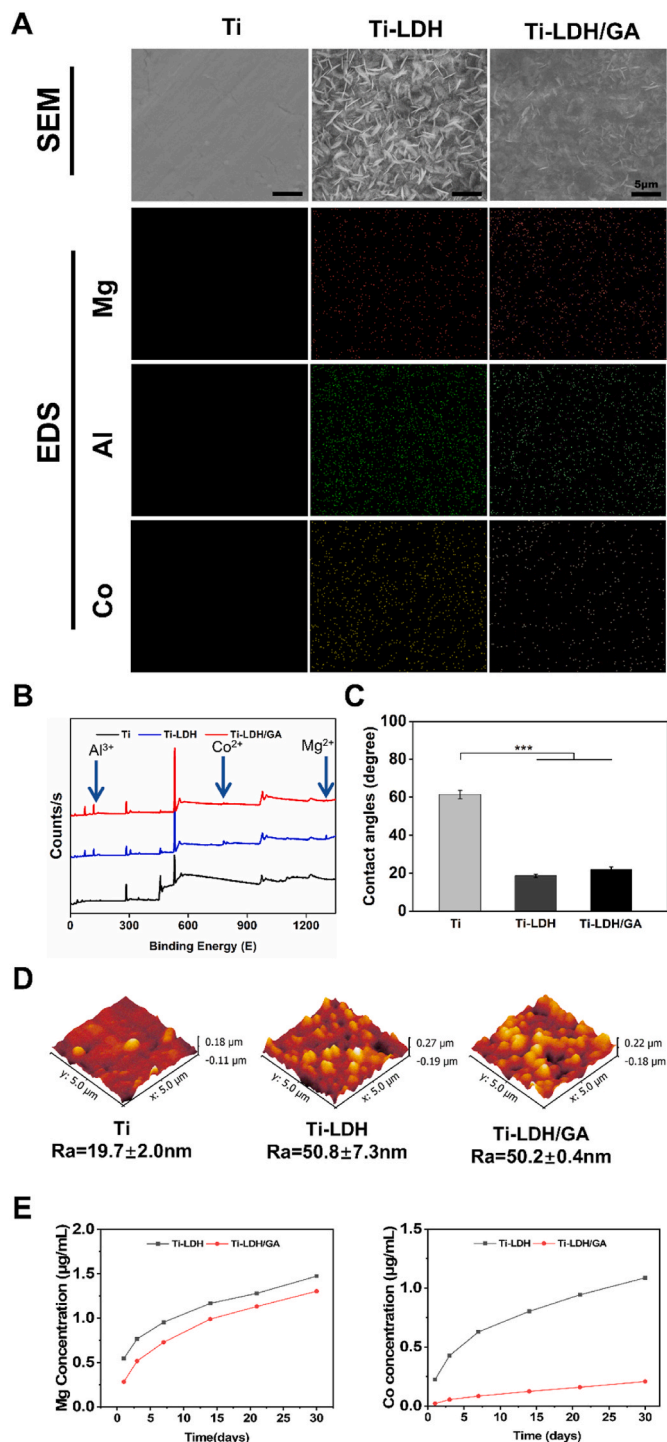 A
Ti Ti-LDH Ti-LDH/GA
SEM
5μm
EDS
Mg
Al
Co
B
Ti Ti-LDH Ti-LDH/GA
Al3+ Co2+ Mg2+
Counts/s
0 300 600 900 1200
Binding Energy (E)
C
***
Contact angles (degree)
100
80
60
40
20
0
Ti Ti-LDH Ti-LDH/GA
D
0.18 μm
-0.11 μm
y: 5.0 μm
x: 5.0 μm
Ti
Ra=19.7±2.0nm
0.27 μm
-0.19 μm
y: 5.0 μm
x: 5.0 μm
Ti-LDH
Ra=50.8±7.3nm
0.22 μm
-0.18 μm
y: 5.0 μm
x: 5.0 μm
Ti-LDH/GA
Ra=50.2±0.4nm
E
Ti-LDH Ti-LDH/GA
Mg Concentration (μg/mL)
2.0
1.5
1.0
0.5
0.0
0 5 10 15 20 25 30
Time(days)
Ti-LDH Ti-LDH/GA
Co concentration (μg/mL)
1.5
1.0
0.5
0.0
0 5 10 15 20 25 30
Time (days)